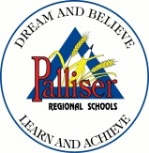 DREAM AND BELIEVE
Palliser
REGIONAL SCHOOLS
LEARN AND ACHIEVE